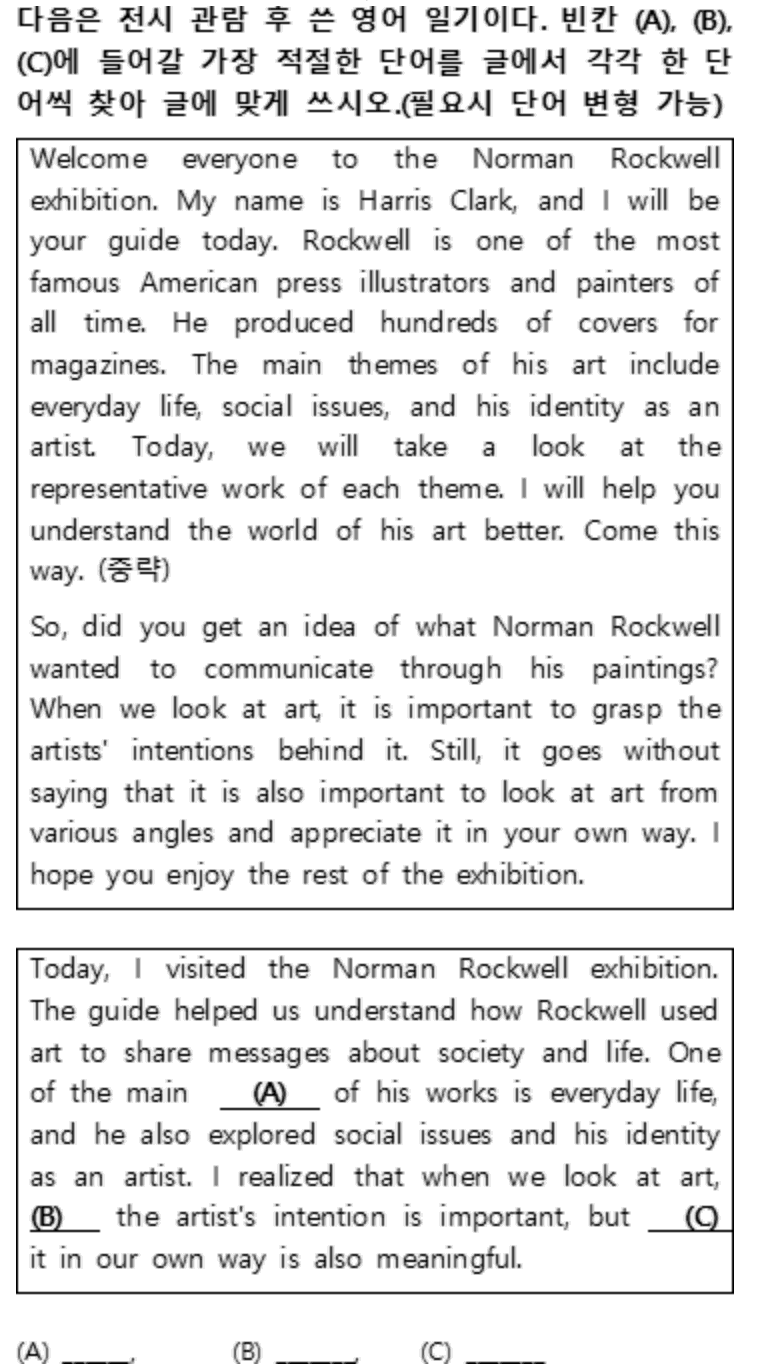 다음은 전시 관람 후 쓴 영어 일기이다. 빈칸 (A), (B),
(C)에 들어갈 가장 적절한 단어를 글에서 각각 한 단
어씩 찾아 글에 맞게 쓰시오.(필요시 단어 변형 가능)
Welcome everyone to the Norman Rockwell
exhibition. My name is Harris Clark, and I will be
your guide today. Rockwell is one of the most
famous American press illustrators and painters of
all time. He produced hundreds of covers for
magazines. The main themes of his art include
everyday life, social issues, and his identity as an
artist. Today, we will take a look at the
representative work of each theme. I will help you
understand the world of his art better. Come this
way. (중략)
So, did you get an idea of what Norman Rockwell
wanted to communicate through his paintings?
When we look at art, it is important to grasp the
artists' intentions behind it. Still, it goes without
saying that it is also important to look at art from
various angles and appreciate it in your own way. I
hope you enjoy the rest of the exhibition.
Today, I visited the Norman Rockwell exhibition.
The guide helped us understand how Rockwell used
art to share messages about society and life. One
of the main (A) of his works is everyday life,
and he also explored social issues and his identity
as an artist. I realized that when we look at art,
(B) the artist's intention is important, but (C)
it in our own way is also meaningful.
(A) ______, (B) ______, (C) ______